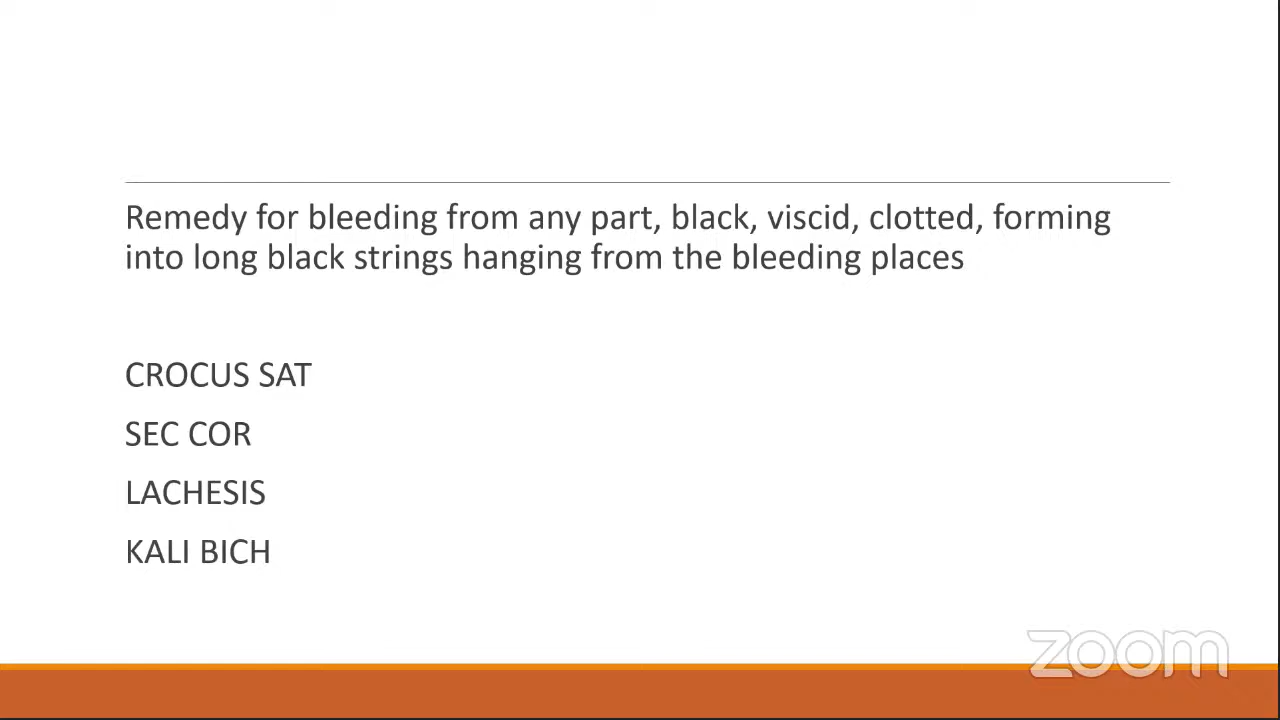 Remedy for bleeding from any part, black, viscid, clotted, forming
into long black strings hanging from the bleeding places
CROCUS SAT
SEC COR
LACHESIS
KALI BICH
zoom